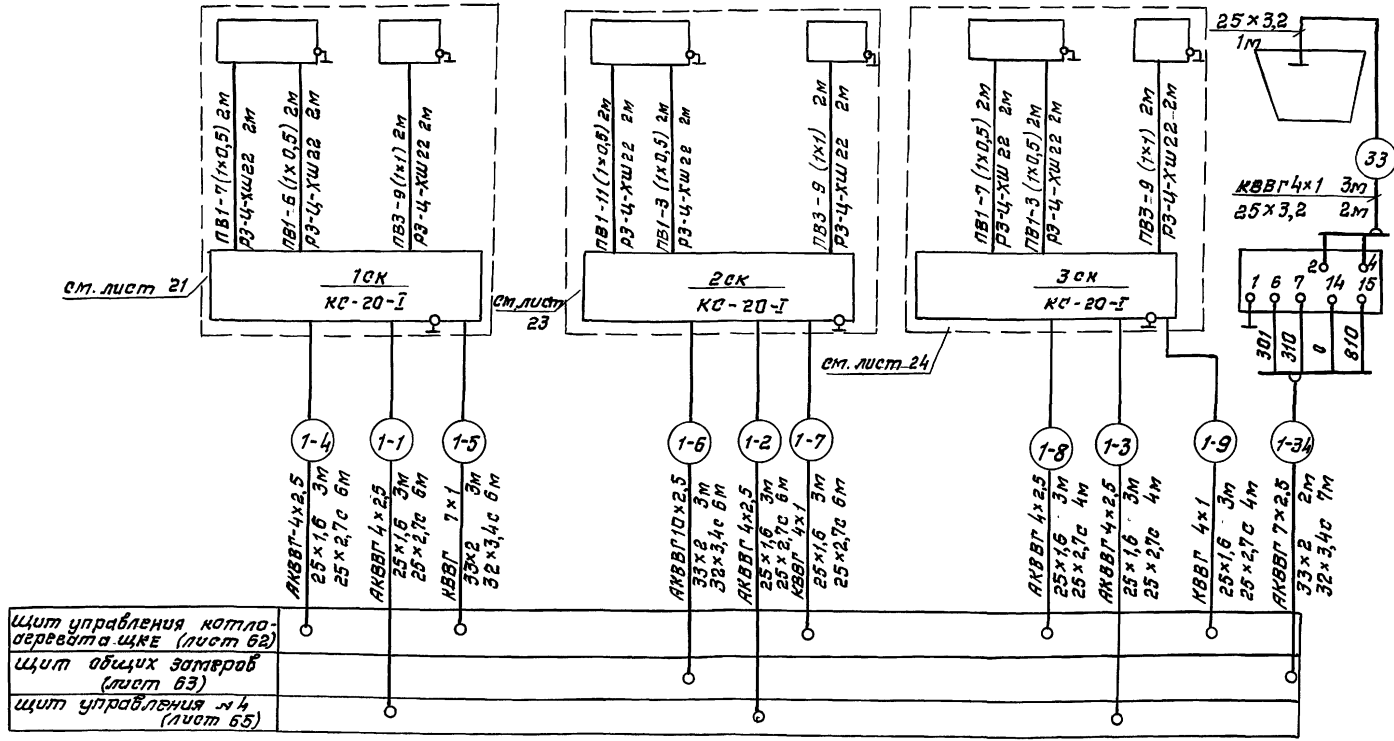 ПВ1-7 (1×0,5) 2м
РЗ-Ц-ХШ22 2м
ПВ1-6 (1×0,5) 2м
РЗ-Ц-ХШ22 2м
ПВ3-9 (1×1) 2м
РЗ-Ц-ХШ22 2м
1СК
КС-20-I
см. лист 21
ПВ1-11 (1×0,5) 2м
РЗ-Ц-ХШ22 2м
ПВ1-3 (1×0,5) 2м
РЗ-Ц-ХШ22 2м
ПВ3-9 (1×1) 2м
РЗ-Ц-ХШ22 2м
2СК
КС-20-I
см. лист
23
ПВ1-7 (1×0,5) 2м
РЗ-Ц-ХШ22 2м
ПВ1-3 (1×0,5) 2м
РЗ-Ц-ХШ22 2м
ПВ3-9 (1×1) 2м
РЗ-Ц-ХШ22 2м
3СК
КС-20-I
см. лист 24
25×3,2
1м
33
КВВГ4×1 3м
25×3,2 2м
2 4
1 6 7 14 15
301 310 0 810
1-4
1-1
1-5
1-6
1-2
1-7
1-8
1-3
1-9
1-34
АКВВГ-4×2,5
25×1,6 3м
25×2,7с 6м
АКВВГ 4×2,5
25×1,6 3м
25×2,7с 6м
КВВГ 7×1
33×2 3м
32×3,4с 6м
АКВВГ10×2,5
33×2 3м
32×3,4с 6м
АКВВГ 4×2,5
25×1,6 3м
25×2,7с 6м
КВВГ 4×1
25×1,6 3м
25×2,7с 6м
АКВВГ 4×2,5
25×1,6 3м
25×2,7с 4м
АКВВГ-4×2,5
25×1,6 3м
25×2,7с 4м
КВВГ 4×1
25×1,6 3м
25×2,7с 4м
АКВВГ 7×2,5
33×2 2м
32×3,4с 7м
Щит управления котло-
агрегата ЩКЕ (лист 62)
Щит общих замеров
(лист 63)
Щит управления №4
(лист 65)